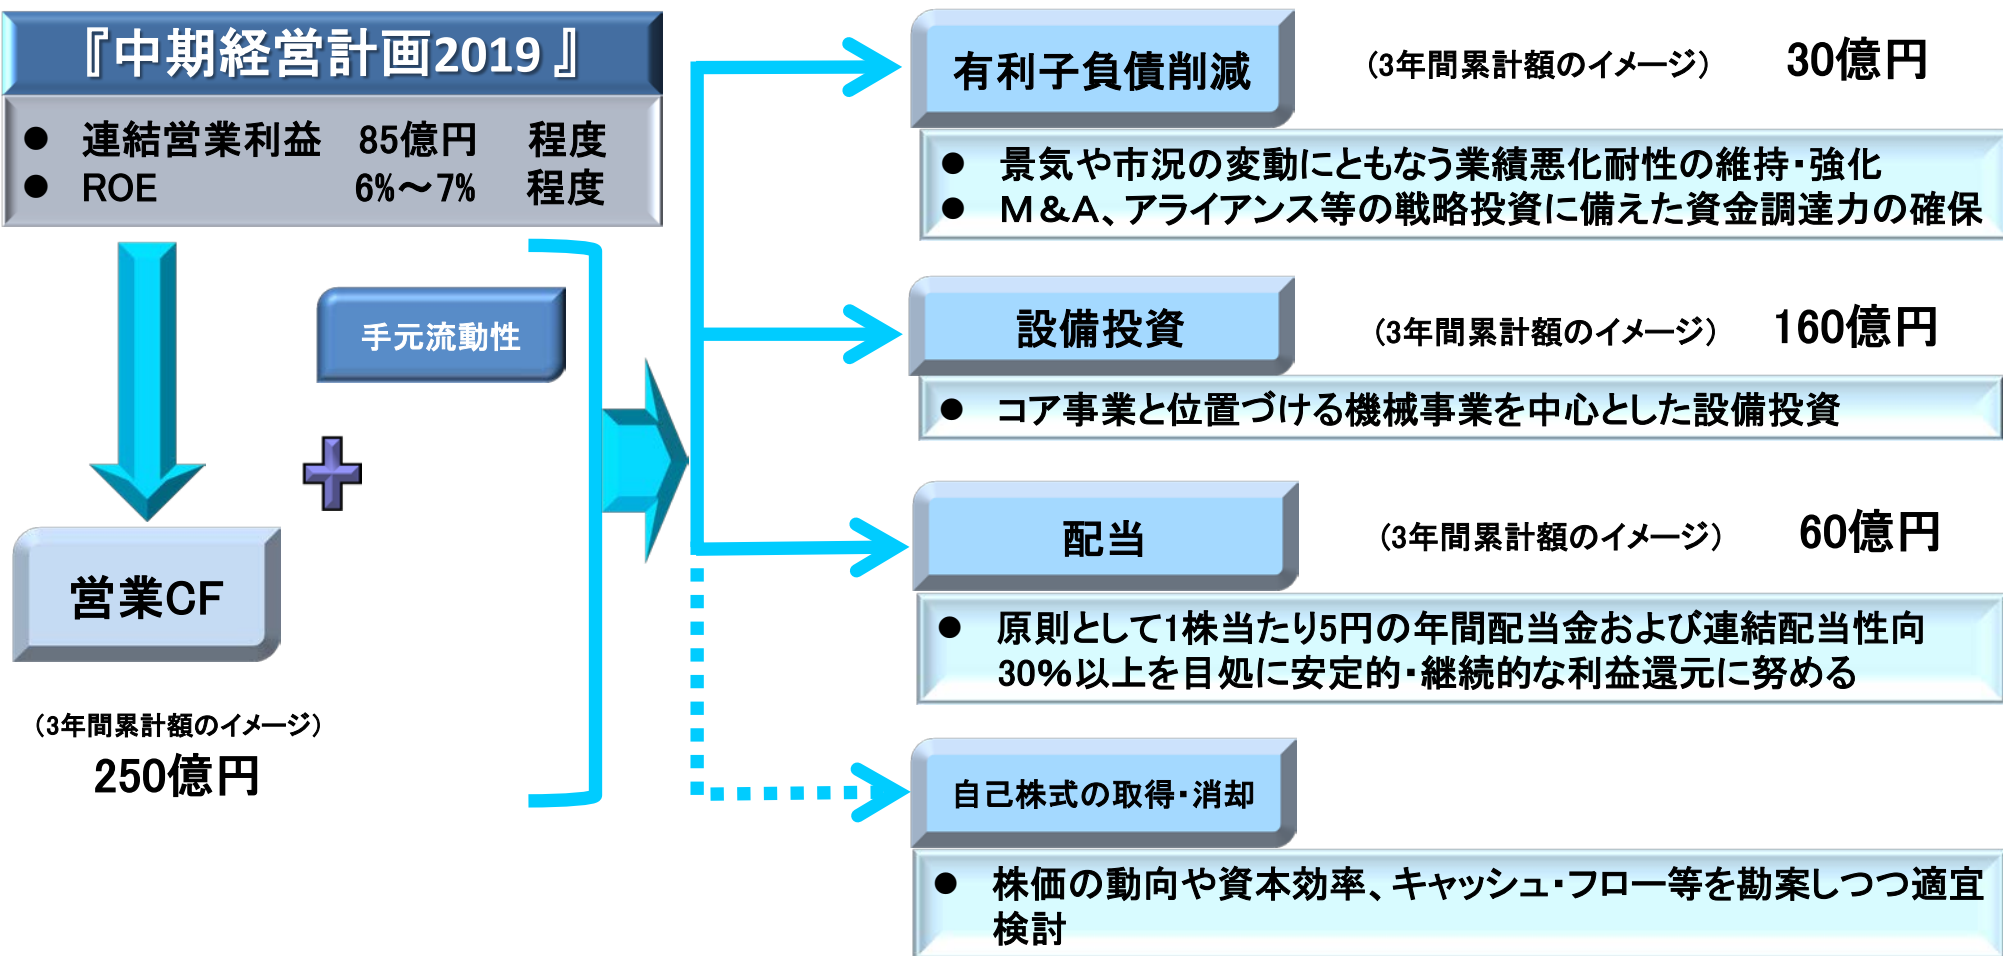 『中期経営計画2019』
● 連結営業利益 85億円 程度
● ROE 6%～7% 程度
手元流動性
営業CF
(3年間累計額のイメージ)
250億円
有利子負債削減 (3年間累計額のイメージ) 30億円
● 景気や市況の変動にともなう業績悪化耐性の維持・強化
● M&A、アライアンス等の戦略投資に備えた資金調達力の確保
設備投資 (3年間累計額のイメージ) 160億円
● コア事業と位置づける機械事業を中心とした設備投資
配当 (3年間累計額のイメージ) 60億円
● 原則として1株当たり5円の年間配当金および連結配当性向
30%以上を目処に安定的・継続的な利益還元に努める
自己株式の取得・消却
● 株価の動向や資本効率、キャッシュ・フロー等を勘案しつつ適宜
検討